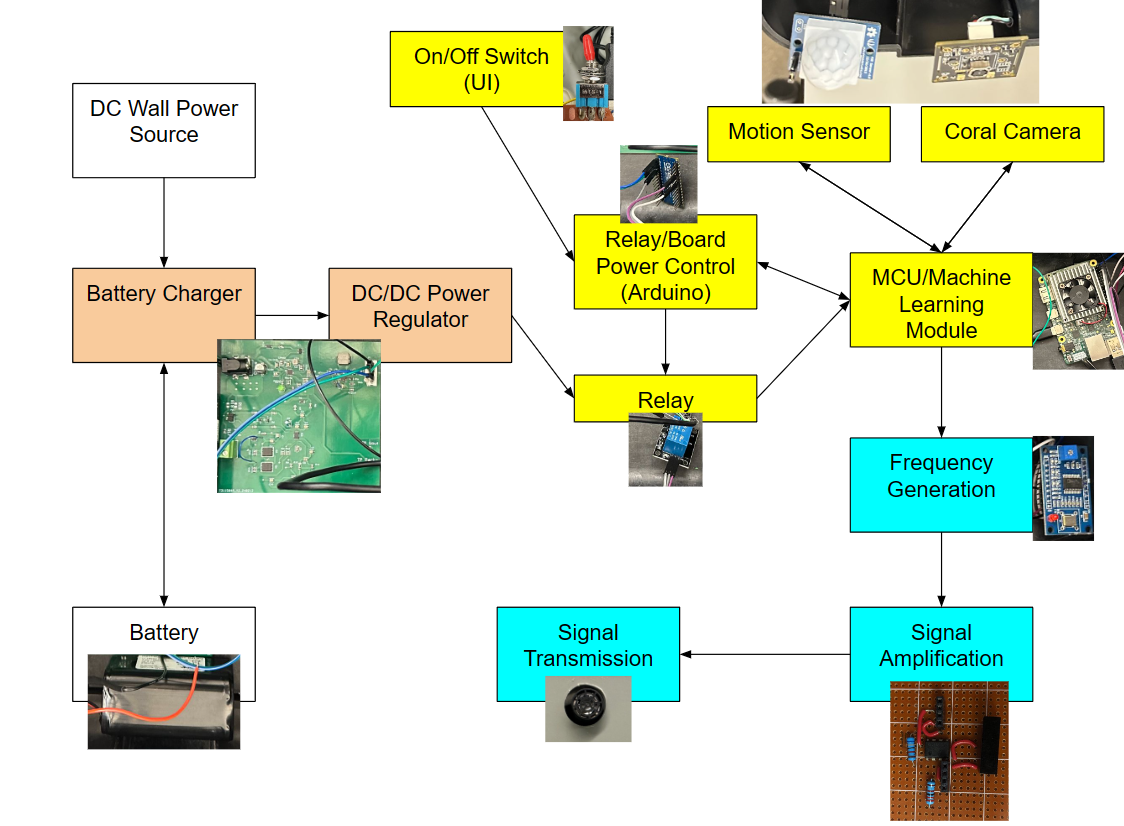 On/Off Switch
(UI)
DC Wall Power
Source
Motion Sensor
Coral Camera
Relay/Board
Power Control
(Arduino)
Battery Charger
DC/DC Power
Regulator
MCU/Machine
Learning
Module
Relay
Frequency
Generation
Battery
Signal
Transmission
Signal
Amplification